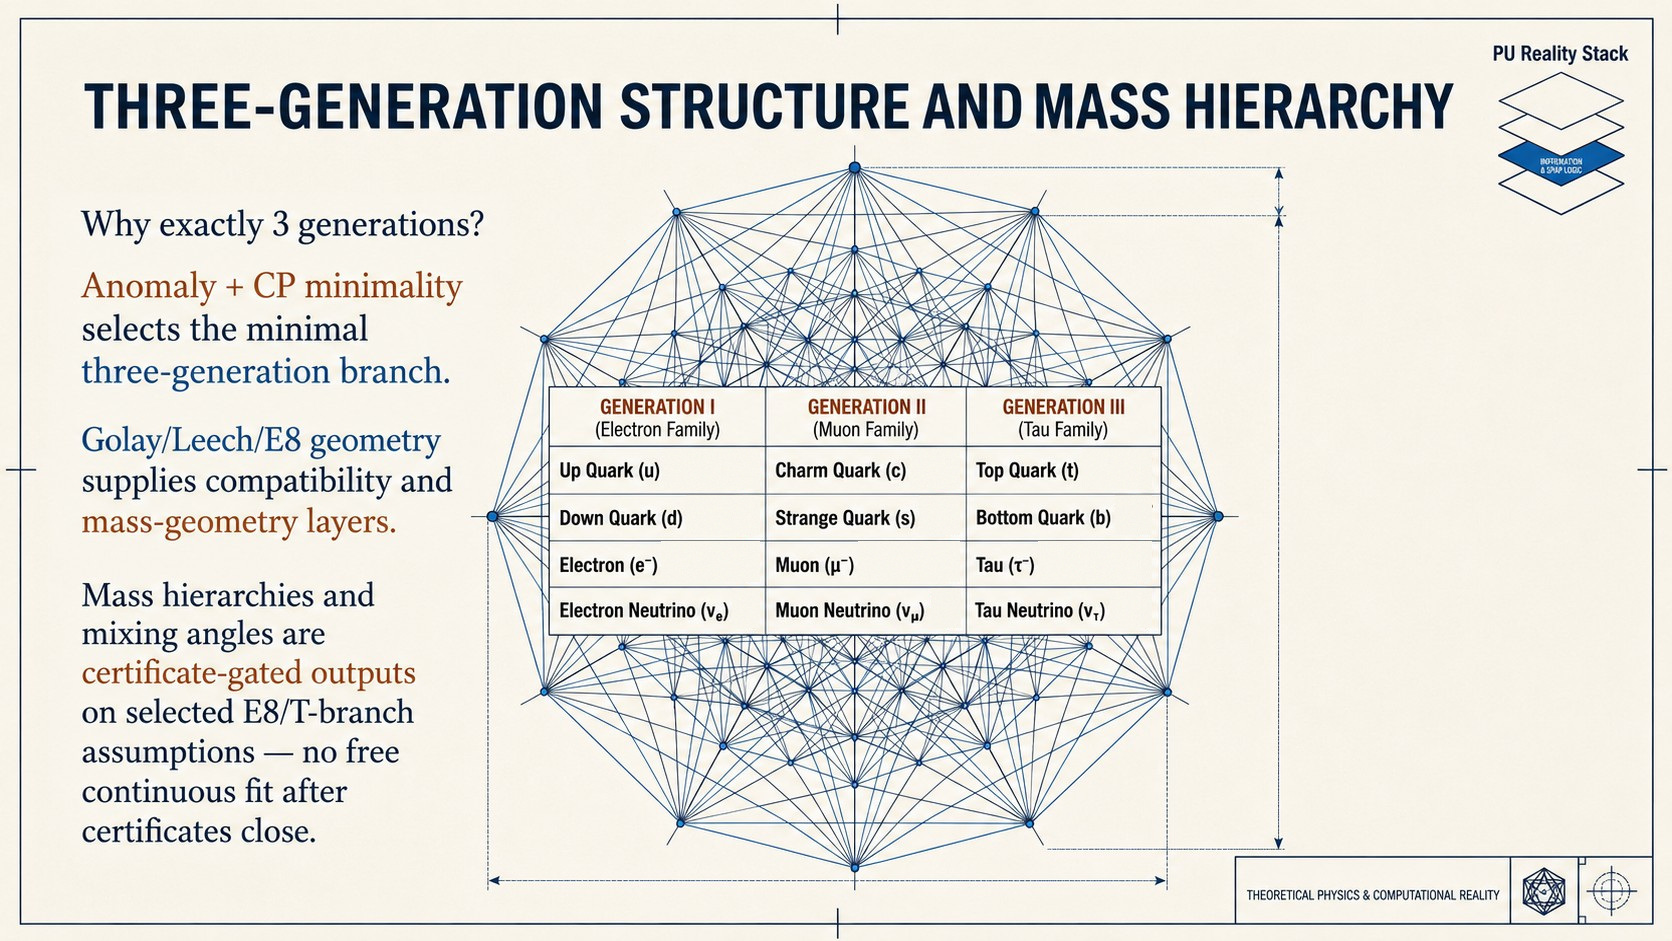 PU Reality Stack
THREE-GENERATION STRUCTURE AND MASS HIERARCHY
Why exactly 3 generations?
Anomaly + CP minimality
selects the minimal
three-generation branch.
Golay/Leech/E8 geometry
supplies compatibility and
mass-geometry layers.
Mass hierarchies and
mixing angles are
certificate-gated outputs
on selected E8/T-branch
assumptions — no free
continuous fit after
certificates close.
GENERATION I GENERATION II GENERATION III
(Electron Family) (Muon Family) (Tau Family)
Up Quark (u) Charm Quark (c) Top Quark (t)
Down Quark (d) Strange Quark (s) Bottom Quark (b)
Electron (e⁻) Muon (μ⁻) Tau (τ⁻)
Electron Neutrino (νe) Muon Neutrino (νμ) Tau Neutrino (ντ)
THEORETICAL PHYSICS & COMPUTATIONAL REALITY